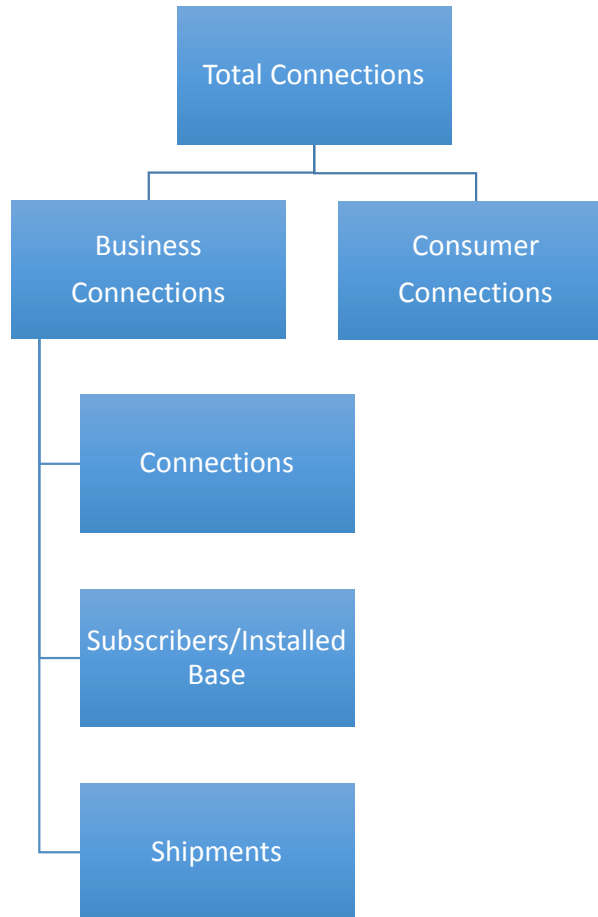 Total Connections
Business
Connections
Consumer
Connections
Connections
Subscribers/Installed
Base
Shipments